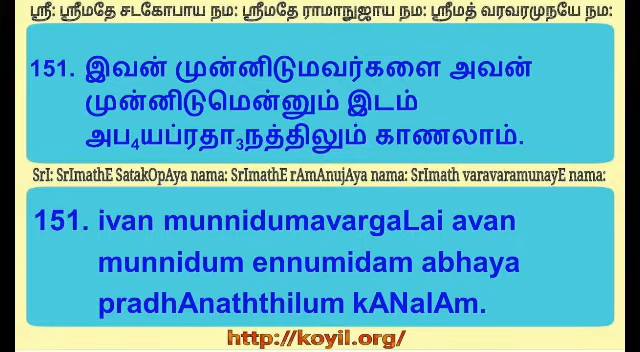 ஸ்ரீ: ஸ்ரீமதே சடகோபாய நம: ஸ்ரீமதே ராமாநுஜாய நம: ஸ்ரீமத் வரவரமுநயே நம:
151. இவன் முன்னிடுமவர்களை அவன்
முன்னிடுமென்னும் இடம்
அப₄யப்ரதா₃நத்திலும் காணலாம்.
SrI: SrImathE SatakOpAya nama: SrImathE rAmAnujAya nama: SrImath varavaramunayE nama:
151. ivan munnidumavargaLai avan
munnidum ennumidam abhaya
pradhAnaththilum kANalAm.
http://koyil.org/